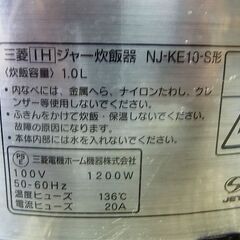 三菱IHジャー炊飯器 NJ-KE10-S形
(炊飯容量) 1.0L
・内なべには、金属へら、ナイロンたわし、クレ
ンザー等使用しないでください。
・ふきんをかけて炊飯・保温しないでください。
故障の原因になります。
・本体内部には水を入れないでください。
PS
E
三菱電機ホーム機器株式会社
100V 1200W
50-60Hz
温度ヒューズ 136℃
電流ヒューズ 20A
JET